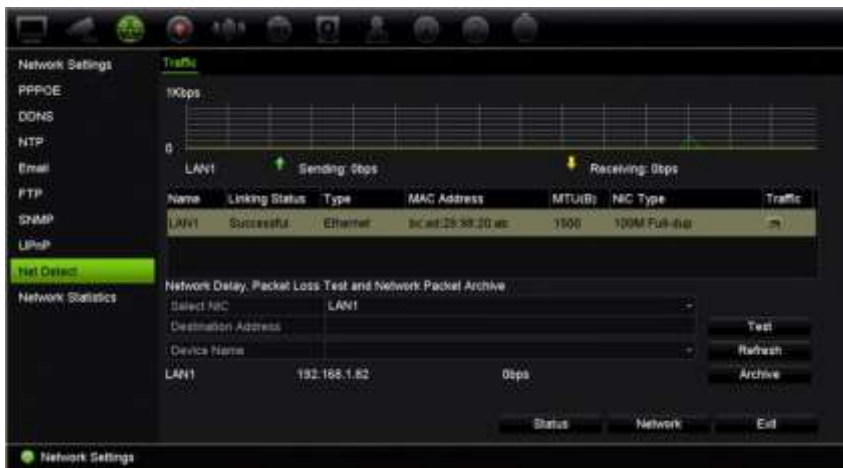 Network Settings
Traffic
PPPOE
1Kbps
DDNS
NTP
0
Email
LAN1 Sending: 0bps Receiving: 0bps
FTP
Name Linking Status Type MAC Address MTU(B) NIC Type Traffic
SNMP
LAN1 Successful Ethernet 1500 100M Full-dup
UPnP
Net Detect
Network Delay, Packet Loss Test and Network Packet Archive
Network Statistics
Select NIC LAN1
Destination Address Test
Device Name Refresh
LAN1 192.168.1.82 0bps Archive
Status Network Exit
Network Settings